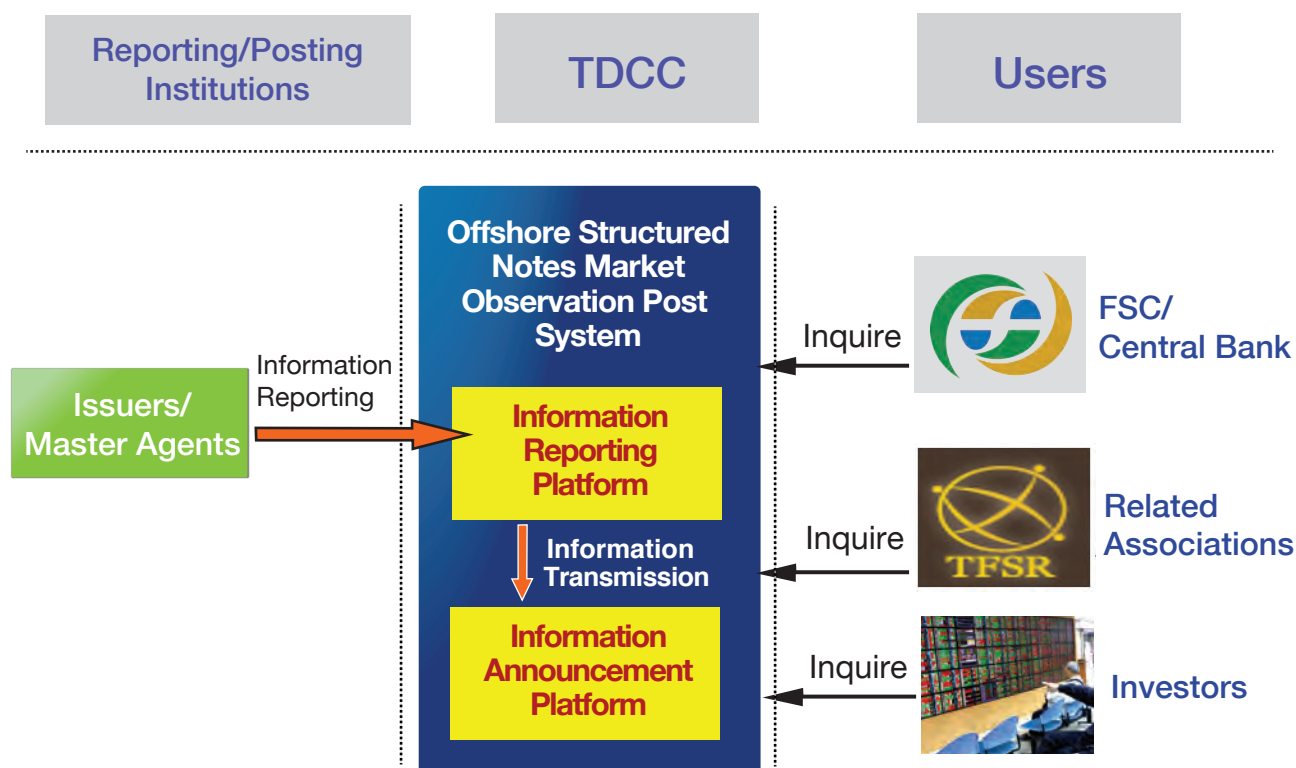 Reporting/Posting
Institutions
TDCC
Users
Offshore Structured
Notes Market
Observation Post
System
Issuers/
Master Agents
Information
Reporting
Information
Reporting
Platform
Information
Transmission
Information
Announcement
Platform
Inquire
FSC/
Central Bank
Inquire
TFSR
Related
Associations
Inquire
Investors